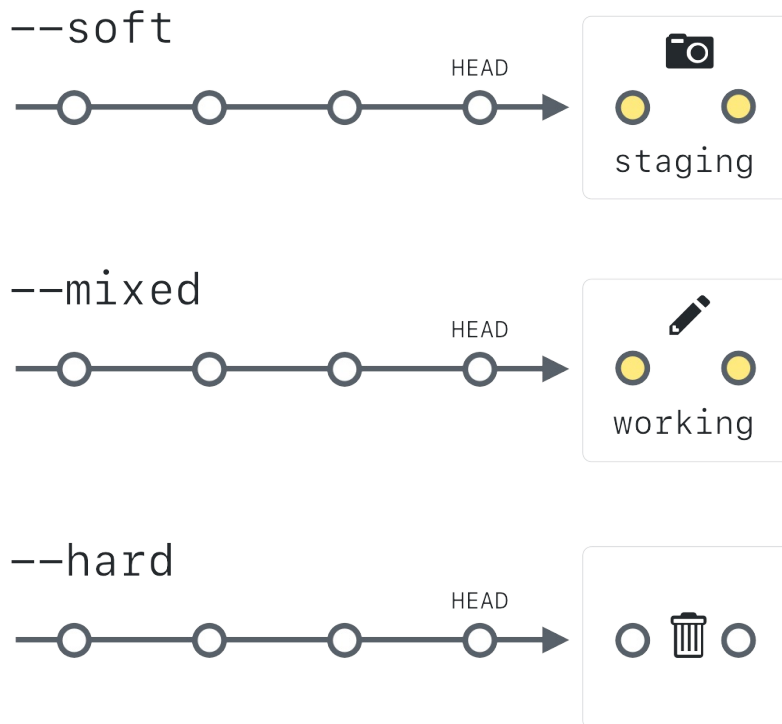 --soft
HEAD
staging
--mixed
HEAD
working
--hard
HEAD